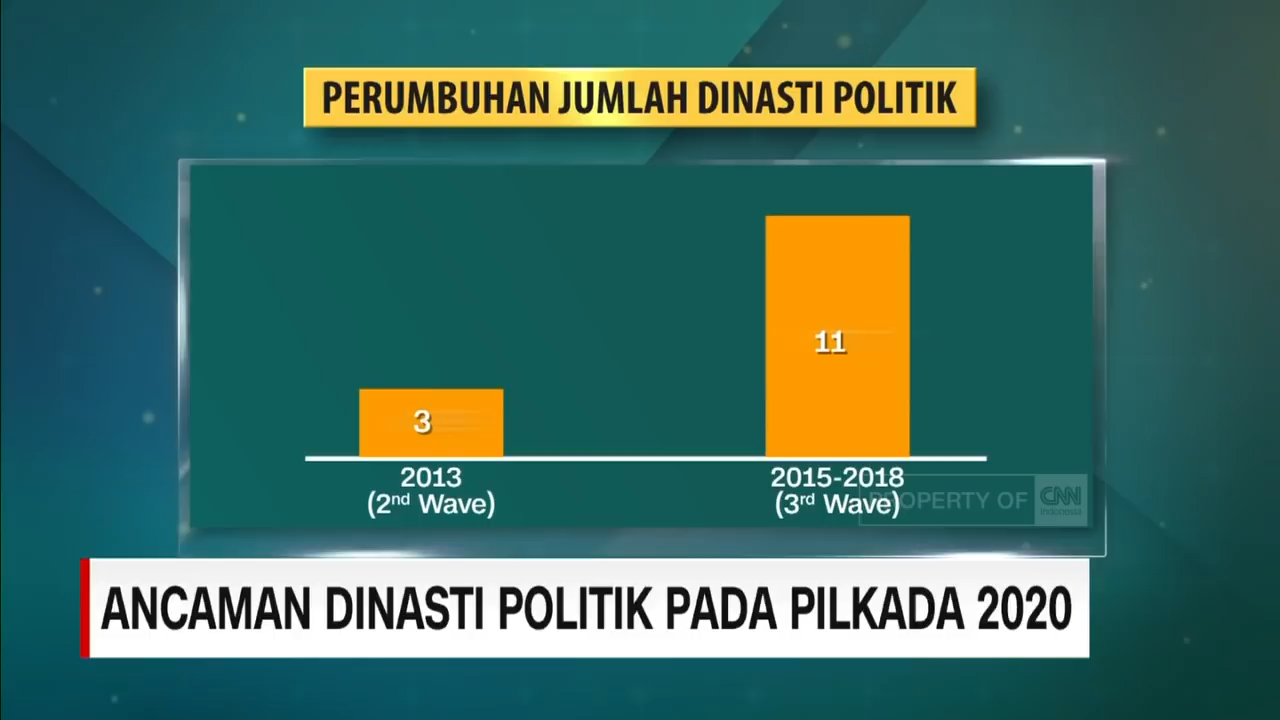 PERUMBUHAN JUMLAH DINASTI POLITIK
11
3
2013
(2nd Wave)
2015-2018
(3rd Wave)
PROPERTY OF CNN Indonesia
ANCAMAN DINASTI POLITIK PADA PILKADA 2020